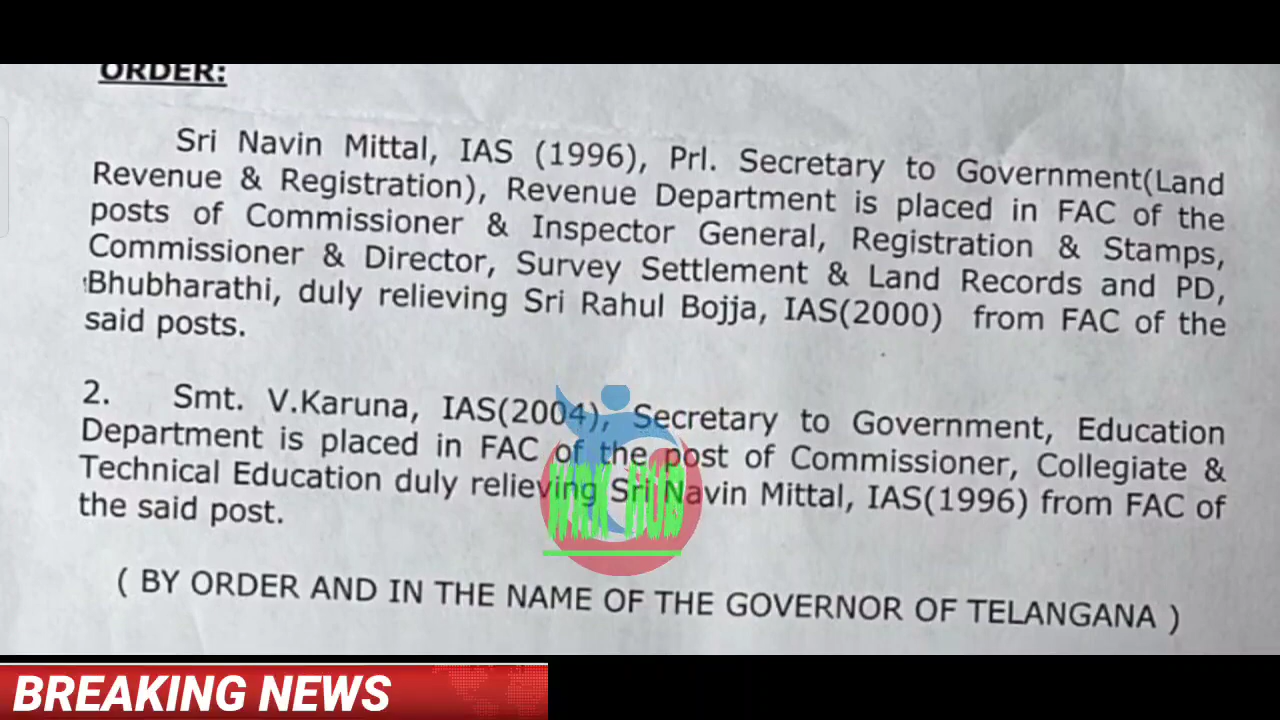 ORDER:
Sri Navin Mittal, IAS (1996), Prl. Secretary to Government(Land
Revenue & Registration), Revenue Department is placed in FAC of the
posts of Commissioner & Inspector General, Registration & Stamps,
Commissioner & Director, Survey Settlement & Land Records and PD,
Bhubharathi, duly relieving Sri Rahul Bojja, IAS(2000) from FAC of the
said posts.
2. Smt. V.Karuna, IAS(2004), Secretary to Government, Education
Department is placed in FAC of the post of Commissioner, Collegiate &
Technical Education duly relieving Sri Navin Mittal, IAS(1996) from FAC of
the said post.
HUB
( BY ORDER AND IN THE NAME OF THE GOVERNOR OF TELANGANA )
BREAKING NEWS